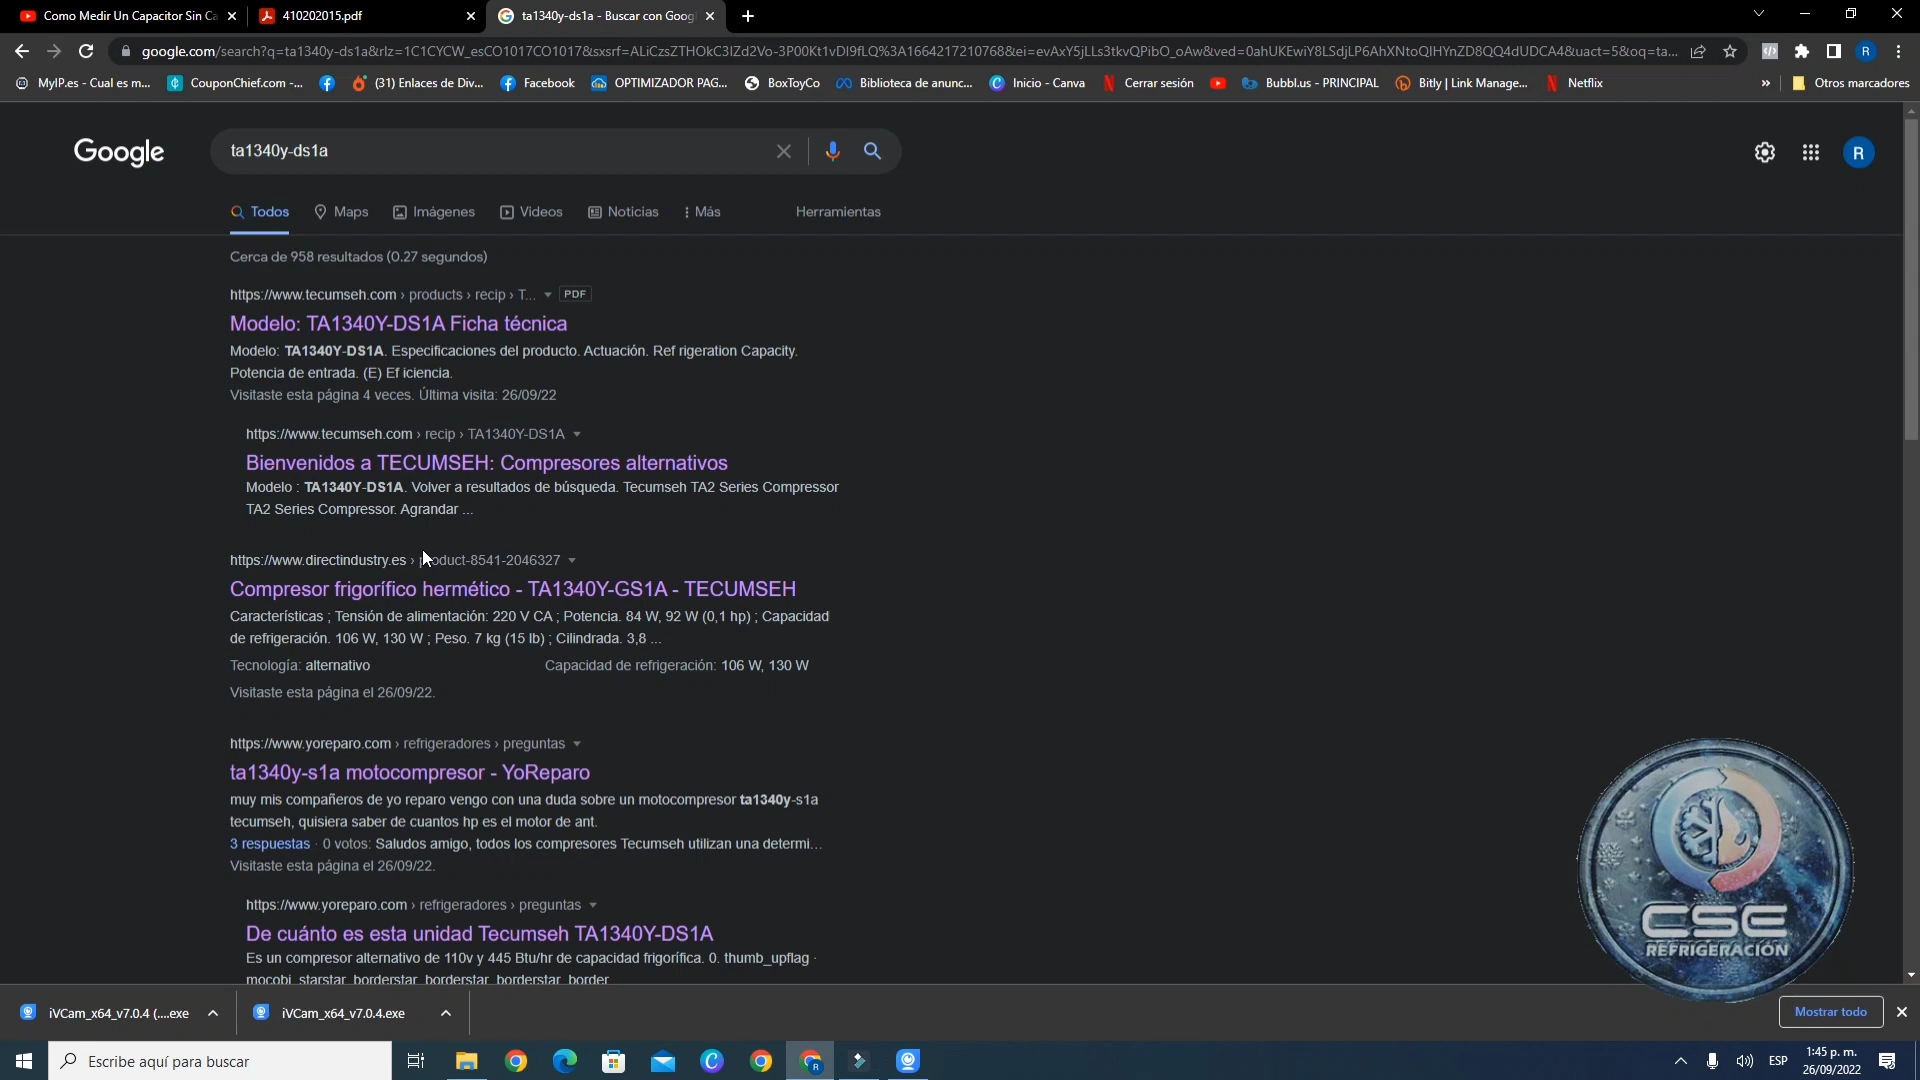 Como Medir Un Capacitor Sin Ca
410202015.pdf
ta1340y-ds1a - Buscar con Goog
google.com/search?q=ta1340y-ds1a&rlz=1C1CYCW_esCO1017CO1017&sxsrf=ALiCzsZTHOkC3lZd2Vo-3P00Kt1vDI9fLQ%3A1664217210768&ei=evAxY5jLLs3tkvQPibO_oAw&ved=0ahUKEwiY8LSdjLP6AhXNtoQIHYnZD8QQ4dUDCA4&uact=5&oq=ta...
R
MyIP.es - Cual es m...
CouponChief.com -...
(31) Enlaces de Div...
Facebook
OPTIMIZADOR PAG...
BoxToyCo
Biblioteca de anunc...
Inicio - Canva
Cerrar sesión
Bubbl.us - PRINCIPAL
Bitly | Link Manage...
Netflix
»
Otros marcadores
Google
ta1340y-ds1a
R
Todos
Maps
Imágenes
Videos
Noticias
Más
Herramientas
Cerca de 958 resultados (0.27 segundos)
https://www.tecumseh.com › products › recip › T... PDF
Modelo: TA1340Y-DS1A Ficha técnica
Modelo: TA1340Y-DS1A. Especificaciones del producto. Actuación. Ref rigeration Capacity.
Potencia de entrada. (E) Ef iciencia.
Visitaste esta página 4 veces. Última visita: 26/09/22
https://www.tecumseh.com › recip › TA1340Y-DS1A
Bienvenidos a TECUMSEH: Compresores alternativos
Modelo : TA1340Y-DS1A. Volver a resultados de búsqueda. Tecumseh TA2 Series Compressor
TA2 Series Compressor. Agrandar ...
https://www.directindustry.es › product-8541-2046327
Compresor frigorífico hermético - TA1340Y-GS1A - TECUMSEH
Características ; Tensión de alimentación: 220 V CA ; Potencia. 84 W, 92 W (0,1 hp) ; Capacidad
de refrigeración. 106 W, 130 W ; Peso. 7 kg (15 lb) ; Cilindrada. 3,8 ...
Tecnología: alternativo
Capacidad de refrigeración: 106 W, 130 W
Visitaste esta página el 26/09/22.
https://www.yoreparo.com › refrigeradores › preguntas
ta1340y-s1a motocompresor - YoReparo
muy mis compañeros de yo reparo vengo con una duda sobre un motocompresor ta1340y-s1a
tecumseh, quisiera saber de cuantos hp es el motor de ant.
3 respuestas · 0 votos: Saludos amigo, todos los compresores Tecumseh utilizan una determi...
Visitaste esta página el 26/09/22.
https://www.yoreparo.com › refrigeradores › preguntas
De cuánto es esta unidad Tecumseh TA1340Y-DS1A
Es un compresor alternativo de 110v y 445 Btu/hr de capacidad frigorífica. 0. thumb_upflag ·
mocobi. starstar_borderstar_borderstar_borderstar_border
CSE
REFRIGERACIÓN
iVCam_x64_v7.0.4 (....exe
iVCam_x64_v7.0.4.exe
Mostrar todo
Escribe aquí para buscar
ESP
1:45 p. m.
26/09/2022